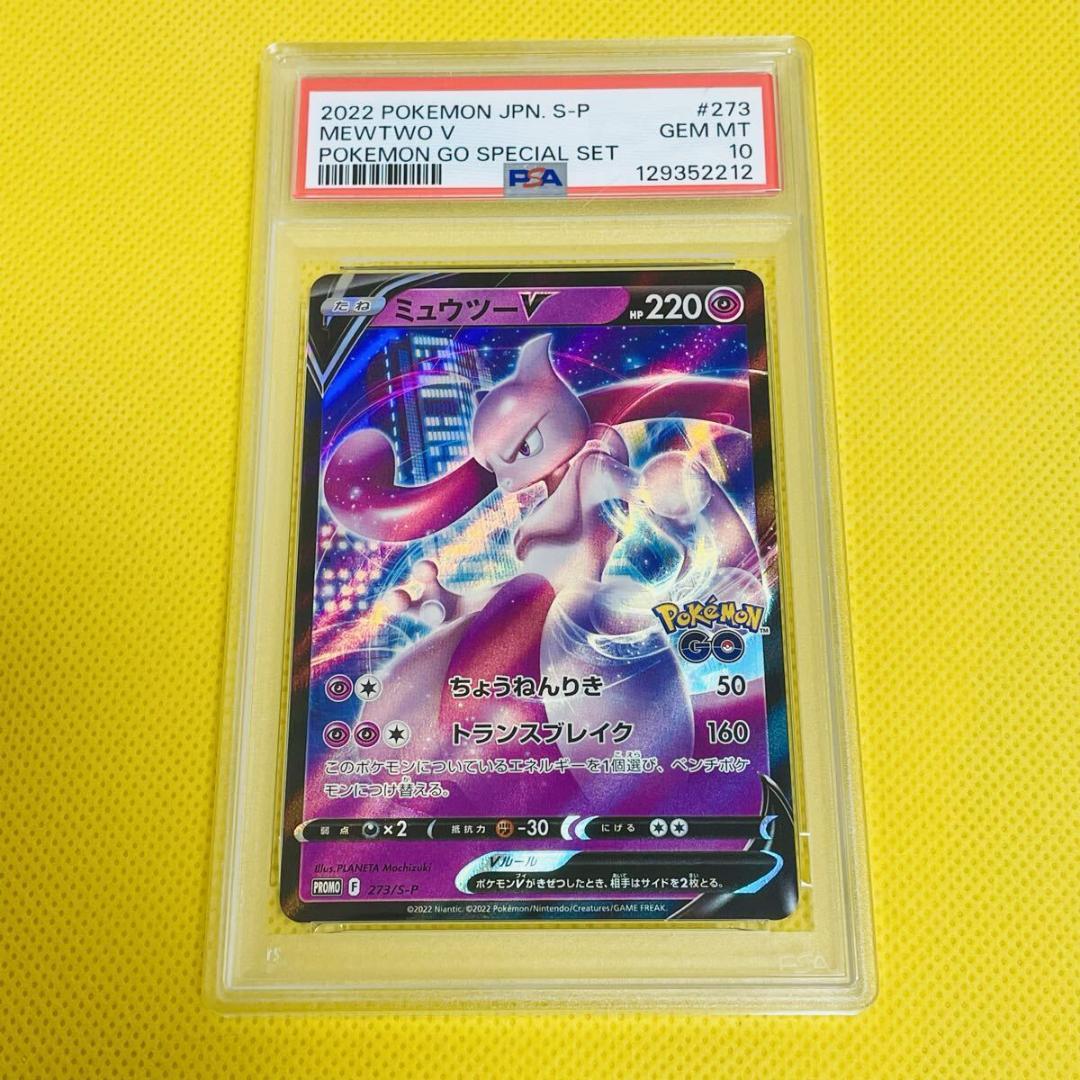 2022 POKEMON JPN. S-P #273
MEWTWO V GEM MT
POKEMON GO SPECIAL SET 10
PSA 129352212
たね ミュウツーV HP 220
Pokémon
GO
ちょうねんりき 50
トランスブレイク 160
このポケモンについているエネルギーを1個選び、ベンチポケ
モンにつけ替える。
弱点 ×2 抵抗力 -30 にげる
Illus. PLANETA Mochizuki
Vルール
ポケモンVがきぜつしたとき、相手はサイドを2枚とる。
PROMO F 273/S-P
©2022 Niantic. ©2022 Pokémon/Nintendo/Creatures/GAME FREAK.